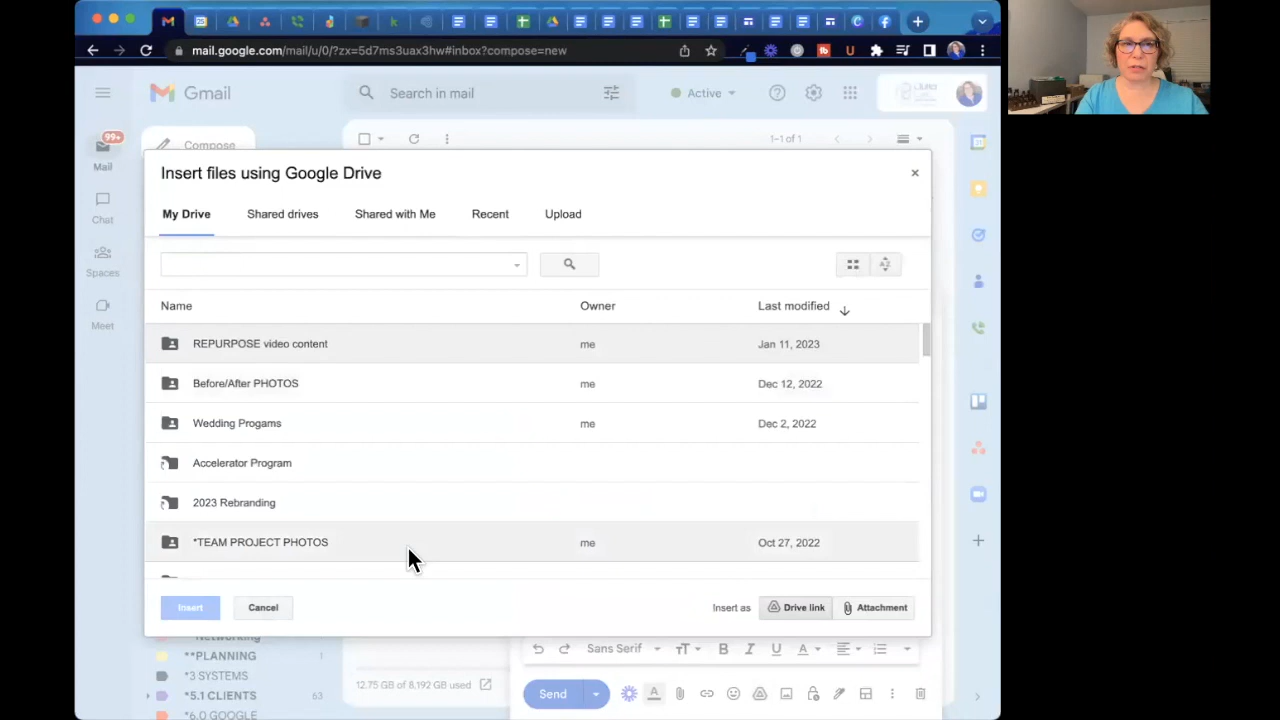 mail.google.com/mail/u/0/?zx=5d7ms3uax3hw#inbox?compose=new
Gmail
Search in mail
Active
99+
Mail
Compose
1–1 of 1
Chat
Spaces
Meet
Insert files using Google Drive
×
My Drive
Shared drives
Shared with Me
Recent
Upload
Name
Owner
Last modified
REPURPOSE video content
me
Jan 11, 2023
Before/After PHOTOS
me
Dec 12, 2022
Wedding Progams
me
Dec 2, 2022
Accelerator Program
2023 Rebranding
*TEAM PROJECT PHOTOS
me
Oct 27, 2022
Insert
Cancel
Insert as
Drive link
Attachment
Networking
**PLANNING 1
*3 SYSTEMS
*5.1 CLIENTS 63
*6.0 GOOGLE
12.75 GB of 8,192 GB used
Sans Serif
Send